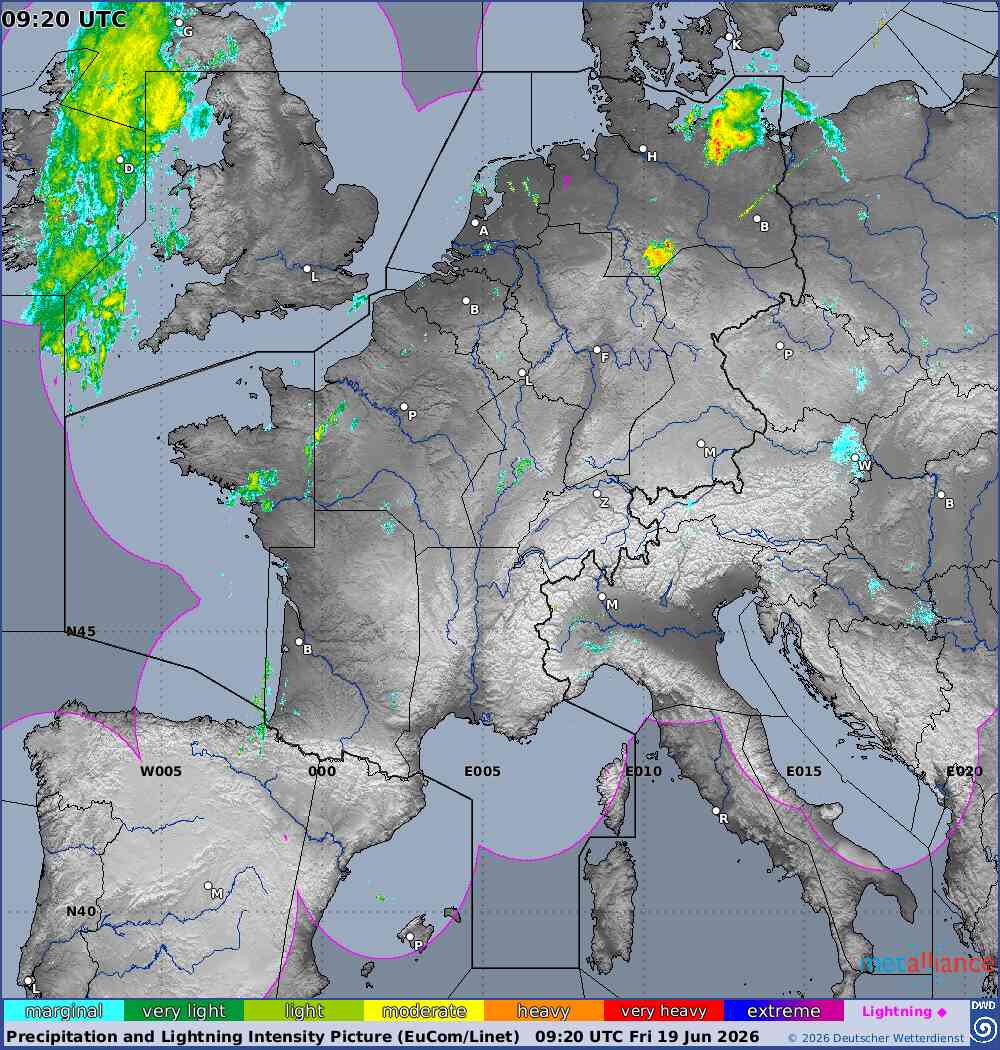 09:20 UTC
G
K
H
D
A
B
L
B
F
P
L
P
M
W
Z
B
M
N45
B
W005
000
E005
E010
E015
E020
R
M
N40
P
L
metalliance
marginal very light light moderate heavy very heavy extreme Lightning ◆
DWD
Precipitation and Lightning Intensity Picture (EuCom/Linet) 09:20 UTC Fri 19 Jun 2026 © 2026 Deutscher Wetterdienst